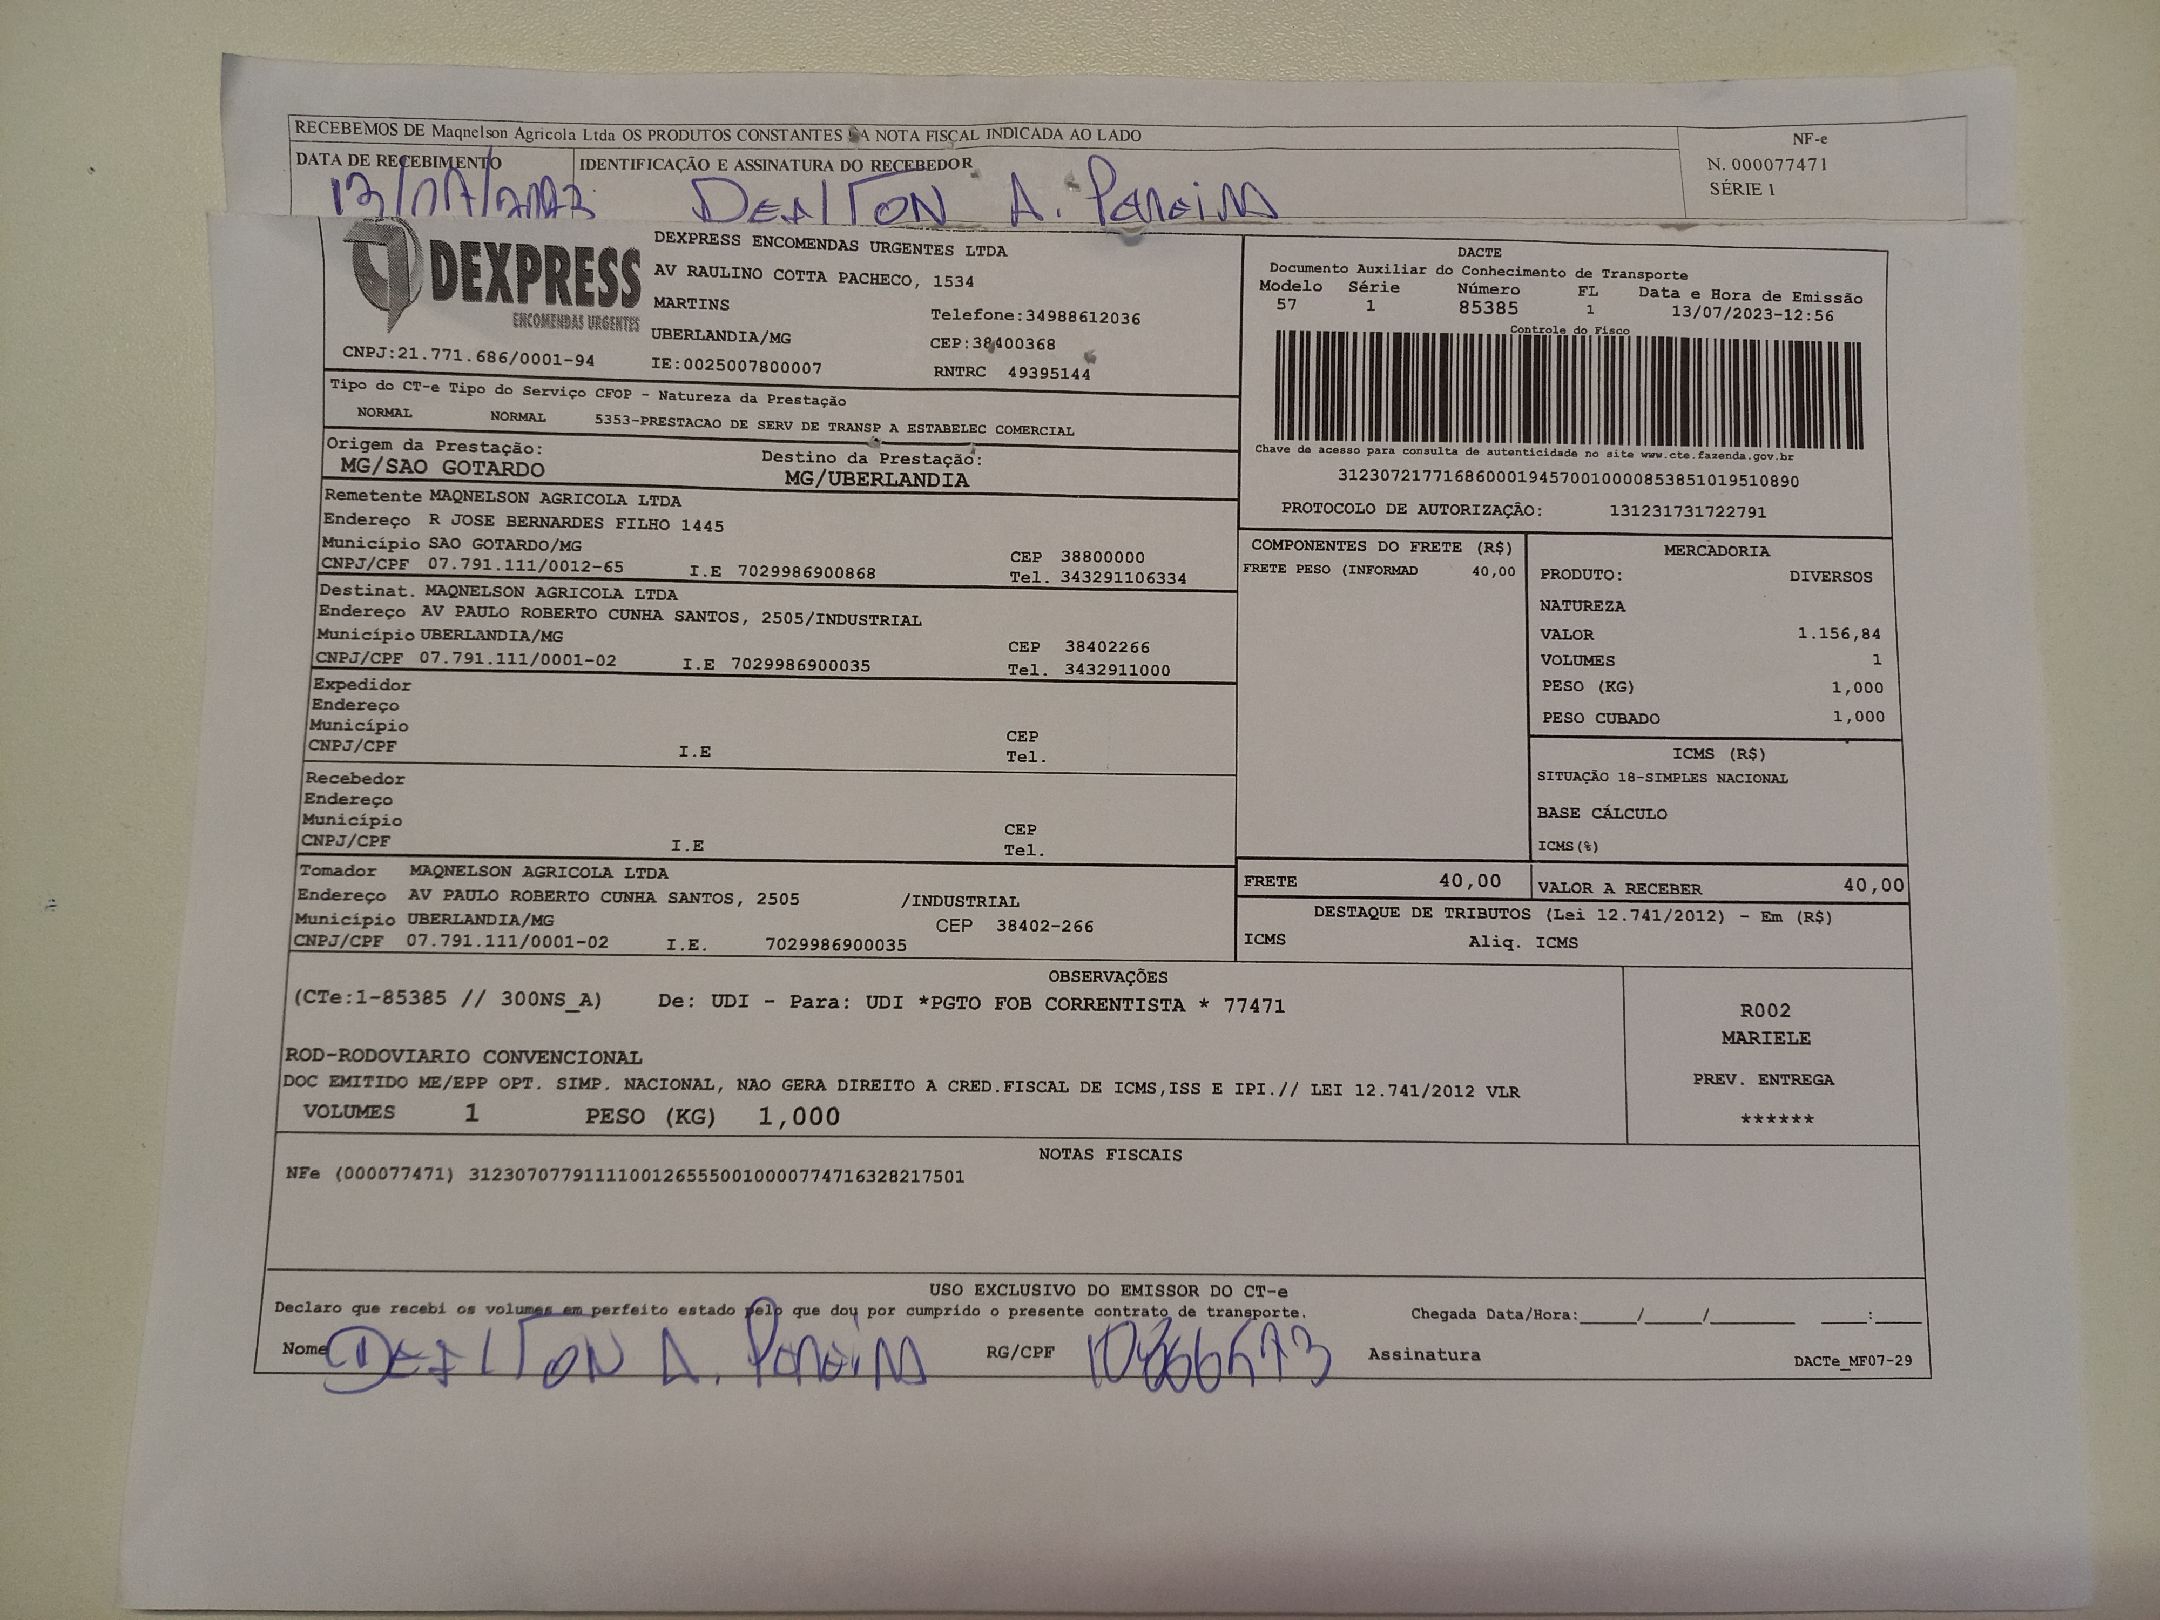 RECEBEMOS DE Maqnelson Agricola Ltda OS PRODUTOS CONSTANTES DA NOTA FISCAL INDICADA AO LADO
NF-e
N. 000077471
SÉRIE 1
DATA DE RECEBIMENTO
IDENTIFICAÇÃO E ASSINATURA DO RECEBEDOR
13/07/2023
A.
DEXPRESS
ENCOMENDAS URGENTES
CNPJ:21.771.686/0001-94
DEXPRESS ENCOMENDAS URGENTES LTDA
AV RAULINO COTTA PACHECO, 1534
MARTINS
Telefone:34988612036
UBERLANDIA/MG
CEP:38400368
IE:0025007800007
RNTRC 49395144
DACTE
Documento Auxiliar do Conhecimento de Transporte
Modelo Série Número FL Data e Hora de Emissão
57 1 85385 1 13/07/2023-12:56
Controle do Fisco
Chave de acesso para consulta de autenticidade no site www.cte.fazenda.gov.br
31230721771686000194570010000853851019510890
PROTOCOLO DE AUTORIZAÇÃO: 131231731722791
Tipo do CT-e Tipo do Serviço CFOP - Natureza da Prestação
NORMAL NORMAL 5353-PRESTACAO DE SERV DE TRANSP A ESTABELEC COMERCIAL
Origem da Prestação:
MG/SAO GOTARDO
Destino da Prestação:
MG/UBERLANDIA
Remetente MAQNELSON AGRICOLA LTDA
Endereço R JOSE BERNARDES FILHO 1445
Município SAO GOTARDO/MG
CEP 38800000
CNPJ/CPF 07.791.111/0012-65 I.E 7029986900868 Tel. 343291106334
Destinat. MAQNELSON AGRICOLA LTDA
Endereço AV PAULO ROBERTO CUNHA SANTOS, 2505/INDUSTRIAL
Município UBERLANDIA/MG
CEP 38402266
CNPJ/CPF 07.791.111/0001-02 I.E 7029986900035 Tel. 3432911000
Expedidor
Endereço
Município
CEP
CNPJ/CPF I.E Tel.
Recebedor
Endereço
Município
CEP
CNPJ/CPF I.E Tel.
Tomador MAQNELSON AGRICOLA LTDA
Endereço AV PAULO ROBERTO CUNHA SANTOS, 2505 /INDUSTRIAL
Município UBERLANDIA/MG CEP 38402-266
CNPJ/CPF 07.791.111/0001-02 I.E. 7029986900035
COMPONENTES DO FRETE (R$)
FRETE PESO (INFORMAD 40,00
MERCADORIA
PRODUTO: DIVERSOS
NATUREZA
VALOR 1.156,84
VOLUMES 1
PESO (KG) 1,000
PESO CUBADO 1,000
ICMS (R$)
SITUAÇÃO 18-SIMPLES NACIONAL
BASE CÁLCULO
ICMS(%)
FRETE 40,00
VALOR A RECEBER 40,00
DESTAQUE DE TRIBUTOS (Lei 12.741/2012) - Em (R$)
ICMS Aliq. ICMS
OBSERVAÇÕES
(CTe:1-85385 // 300NS_A) De: UDI - Para: UDI *PGTO FOB CORRENTISTA * 77471
ROD-RODOVIARIO CONVENCIONAL
DOC EMITIDO ME/EPP OPT. SIMP. NACIONAL, NAO GERA DIREITO A CRED.FISCAL DE ICMS,ISS E IPI.// LEI 12.741/2012 VLR
VOLUMES 1 PESO (KG) 1,000
R002
MARIELE
PREV. ENTREGA
******
NOTAS FISCAIS
NFe (000077471) 31230707791111001265550010000774716328217501
USO EXCLUSIVO DO EMISSOR DO CT-e
Declaro que recebi os volumes em perfeito estado pelo que dou por cumprido o presente contrato de transporte.
Chegada Data/Hora:_____/_____/_______ ____:____
Nome A. RG/CPF Assinatura
DACTe_MF07-29